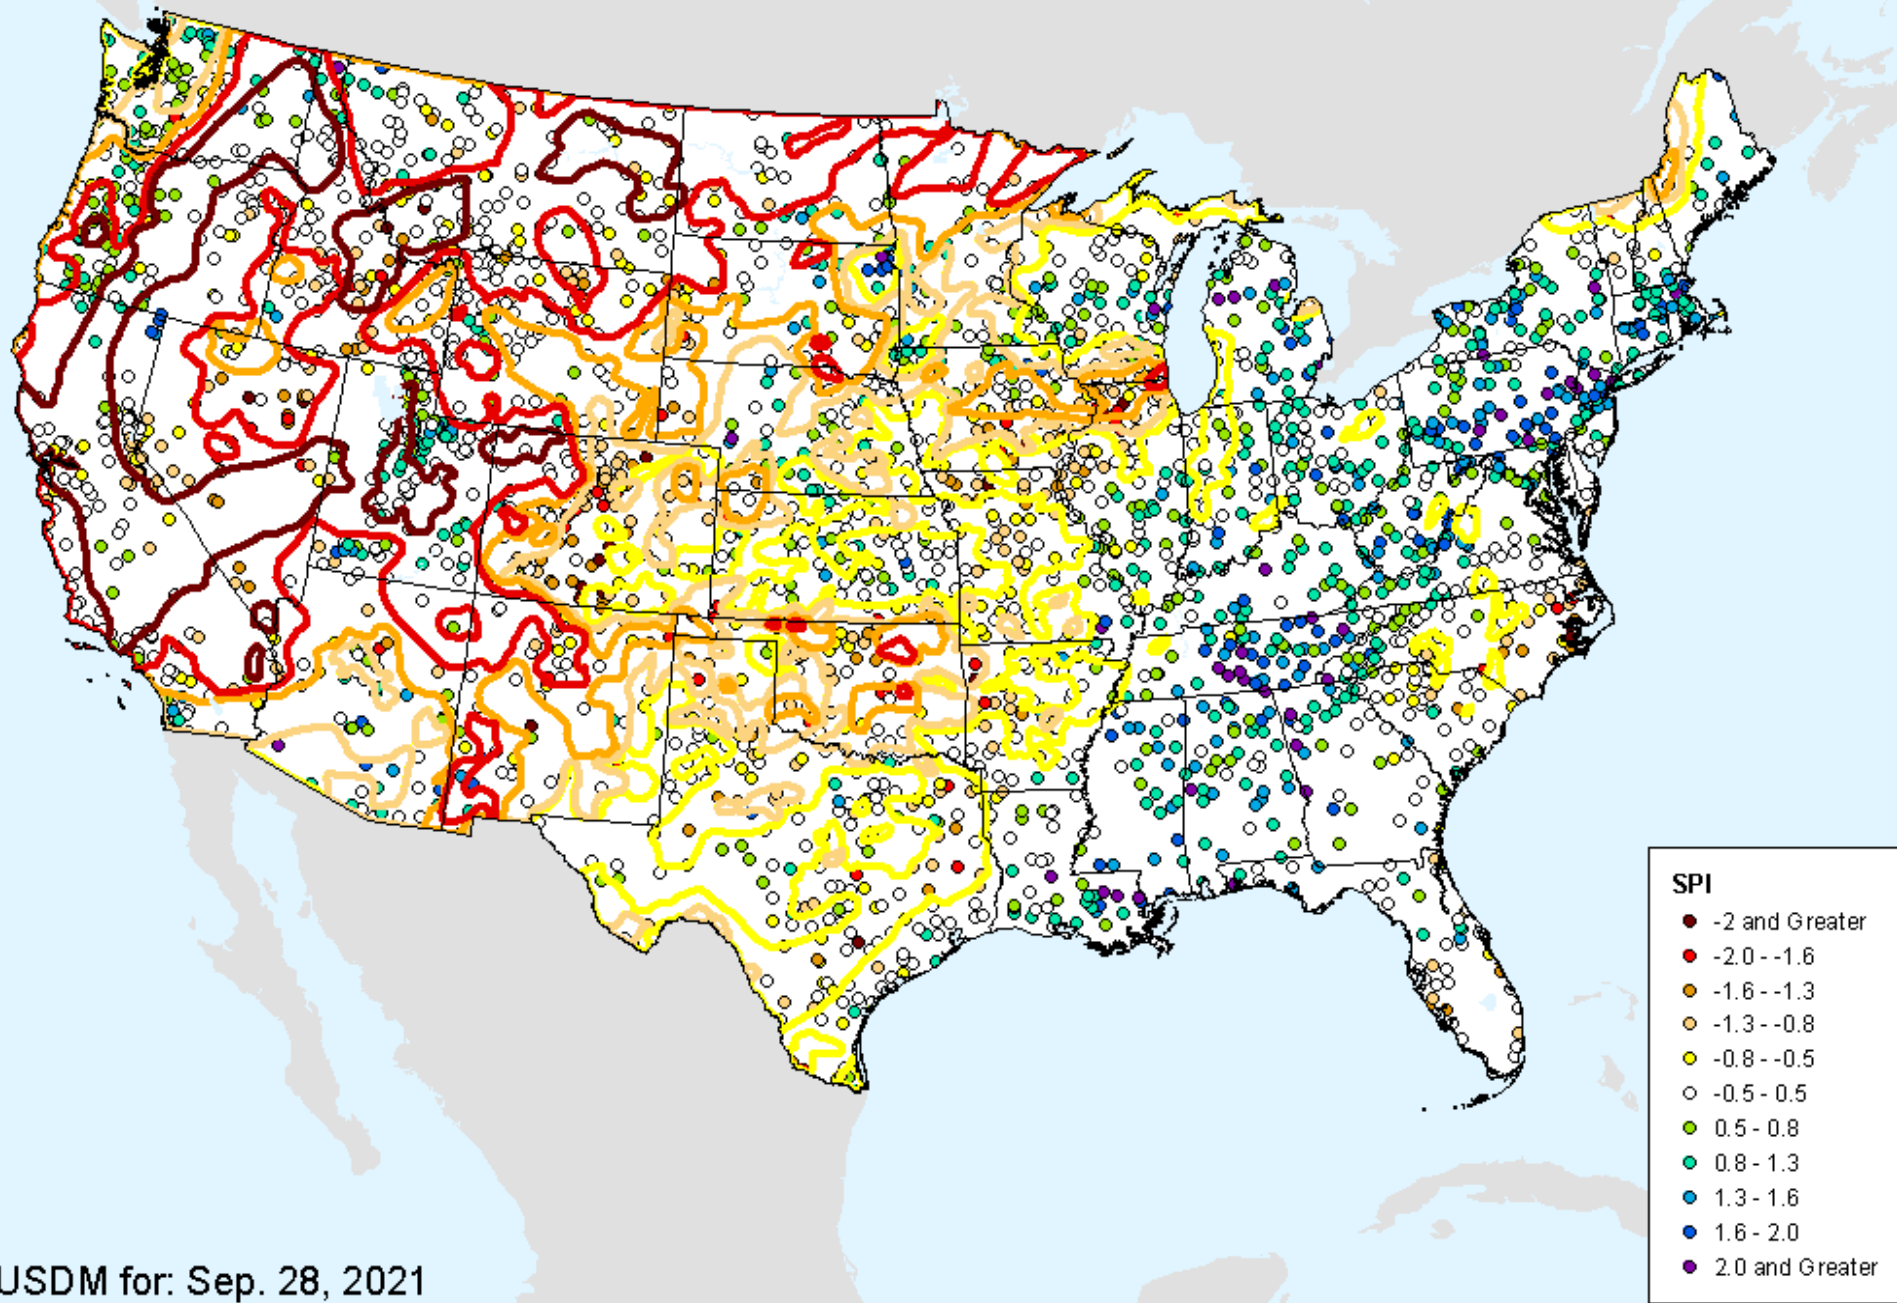 SPI
-2 and Greater
-2.0 - -1.6
-1.6 - -1.3
-1.3 - -0.8
-0.8 - -0.5
-0.5 - 0.5
0.5 - 0.8
0.8 - 1.3
1.3 - 1.6
1.6 - 2.0
2.0 and Greater
USDM for: Sep. 28, 2021